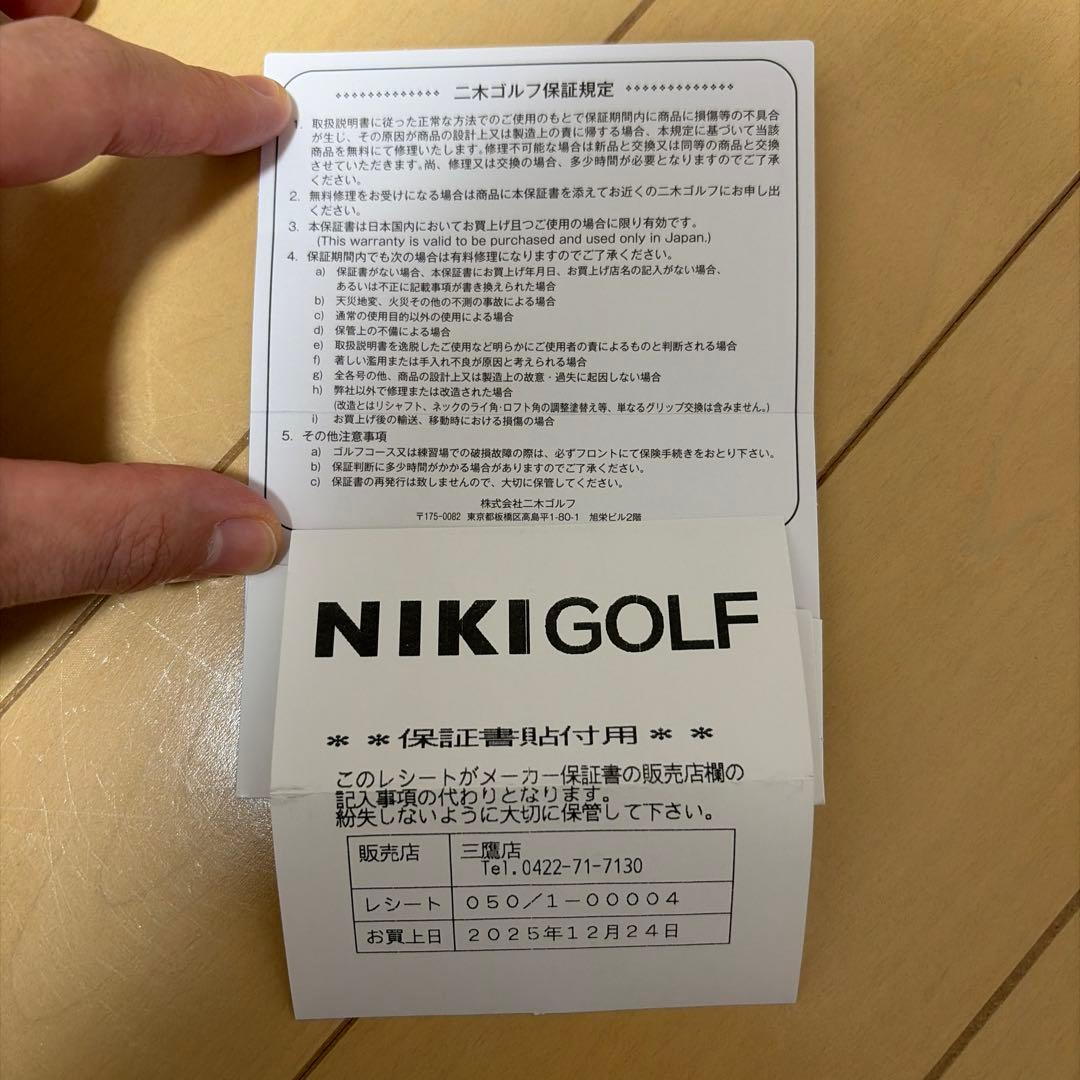 二木ゴルフ保証規定
1. 取扱説明書に従った正常な方法でのご使用のもとで保証期間内に商品に損傷等の不具合
が生じ、その原因が商品の設計上又は製造上の責に帰する場合、本規定に基づいて当該
商品を無料にて修理いたします。修理不可能な場合は新品と交換又は同等の商品と交換
させていただきます。尚、修理又は交換の場合、多少時間が必要となりますのでご了承
ください。
2. 無料修理をお受けになる場合は商品に本保証書を添えてお近くの二木ゴルフにお申し出
ください。
3. 本保証書は日本国内においてお買上げ且つご使用の場合に限り有効です。
(This warranty is valid to be purchased and used only in Japan.)
4. 保証期間内でも次の場合は有料修理になりますのでご了承ください。
a) 保証書がない場合、本保証書にお買上げ年月日、お買上げ店名の記入がない場合、
あるいは不正に記載事項が書き換えられた場合
b) 天災地変、火災その他の不測の事故による場合
c) 通常の使用目的以外の使用による場合
d) 保管上の不備による場合
e) 取扱説明書を逸脱したご使用など明らかにご使用者の責によるものと判断される場合
f) 著しい濫用または手入れ不良が原因と考えられる場合
g) 全各号の他、商品の設計上又は製造上の故意・過失に起因しない場合
h) 弊社以外で修理または改造された場合
(改造とはリシャフト、ネックのライ角・ロフト角の調整塗替え等、単なるグリップ交換は含みません。)
i) お買上げ後の輸送、移動時における損傷の場合
5. その他注意事項
a) ゴルフコース又は練習場での破損故障の際は、必ずフロントにて保険手続きをおとり下さい。
b) 保証判断に多少時間がかかる場合がありますのでご了承ください。
c) 保証書の再発行は致しませんので、大切に保管してください。
株式会社二木ゴルフ
〒175-0082 東京都板橋区高島平1-80-1 旭栄ビル2階
NIKIGOLF
＊ ＊保証書貼付用＊ ＊
このレシートがメーカー保証書の販売店欄の
記入事項の代わりとなります。
紛失しないように大切に保管して下さい。
販売店 三鷹店
Tel.0422-71-7130
レシート ０５０／１－００００４
お買上日 ２０２５年１２月２４日